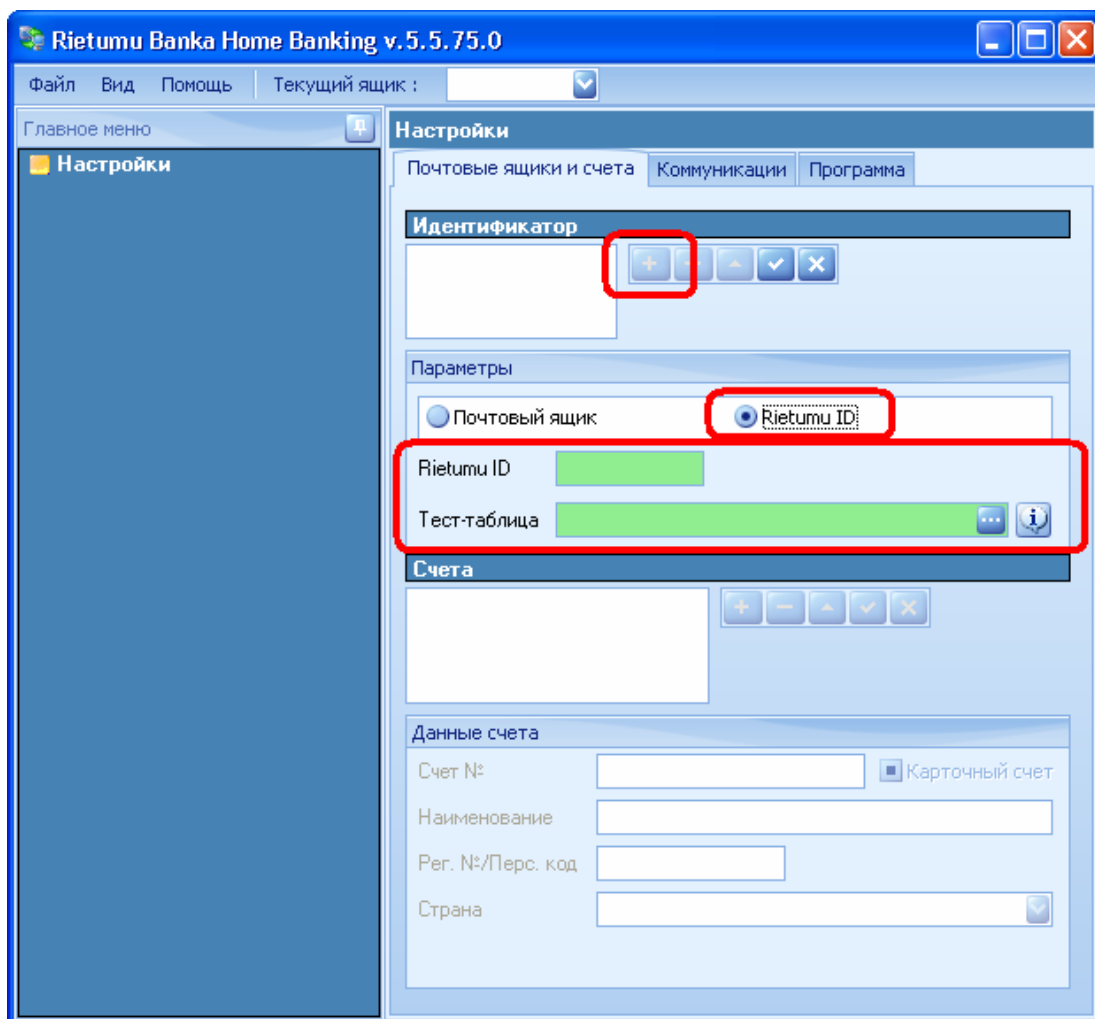 Rietumu Banka Home Banking v.5.5.75.0
Файл Вид Помощь Текущий ящик :
Главное меню
Настройки
Настройки
Почтовые ящики и счета Коммуникации Программа
Идентификатор
Параметры
Почтовый ящик Rietumu ID
Rietumu ID
Тест-таблица
Счета
Данные счета
Счет № Карточный счет
Наименование
Рег. №/Перс. код
Страна